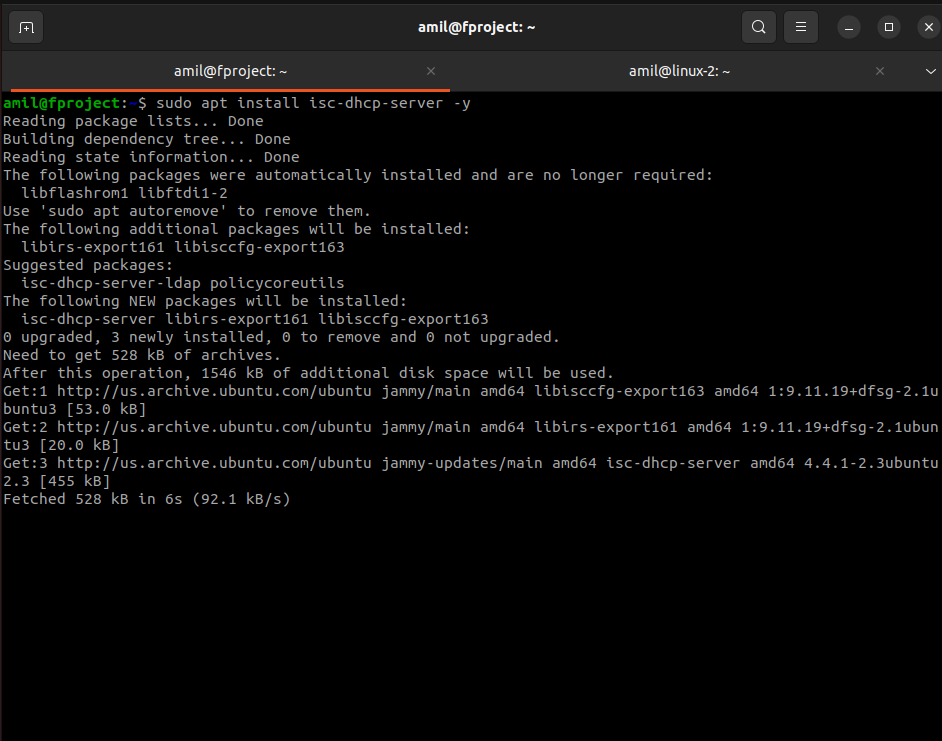 amil@fproject: ~
amil@fproject: ~
amil@linux-2: ~
amil@fproject:~$ sudo apt install isc-dhcp-server -y
Reading package lists... Done
Building dependency tree... Done
Reading state information... Done
The following packages were automatically installed and are no longer required:
  libflashrom1 libftdi1-2
Use 'sudo apt autoremove' to remove them.
The following additional packages will be installed:
  libirs-export161 libisccfg-export163
Suggested packages:
  isc-dhcp-server-ldap policycoreutils
The following NEW packages will be installed:
  isc-dhcp-server libirs-export161 libisccfg-export163
0 upgraded, 3 newly installed, 0 to remove and 0 not upgraded.
Need to get 528 kB of archives.
After this operation, 1546 kB of additional disk space will be used.
Get:1 http://us.archive.ubuntu.com/ubuntu jammy/main amd64 libisccfg-export163 amd64 1:9.11.19+dfsg-2.1u
buntu3 [53.0 kB]
Get:2 http://us.archive.ubuntu.com/ubuntu jammy/main amd64 libirs-export161 amd64 1:9.11.19+dfsg-2.1ubun
tu3 [20.0 kB]
Get:3 http://us.archive.ubuntu.com/ubuntu jammy-updates/main amd64 isc-dhcp-server amd64 4.4.1-2.3ubuntu
2.3 [455 kB]
Fetched 528 kB in 6s (92.1 kB/s)